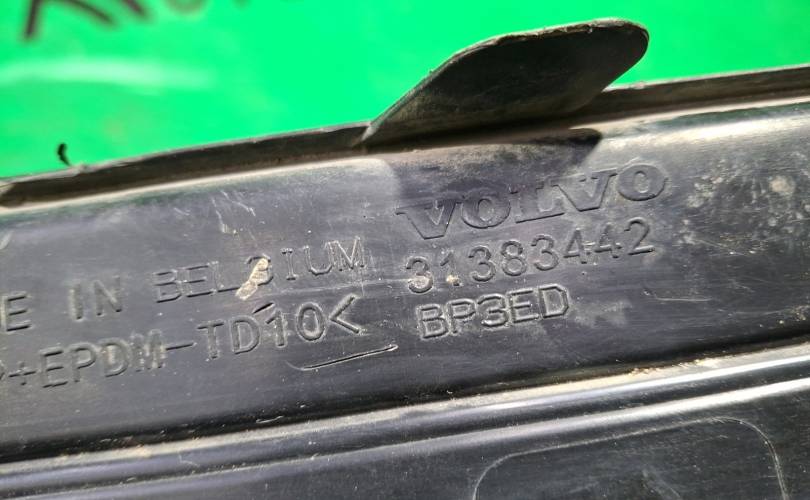 VOLVO
E IN BELGIUM 31383442
+EPDM-TD10< BP3ED